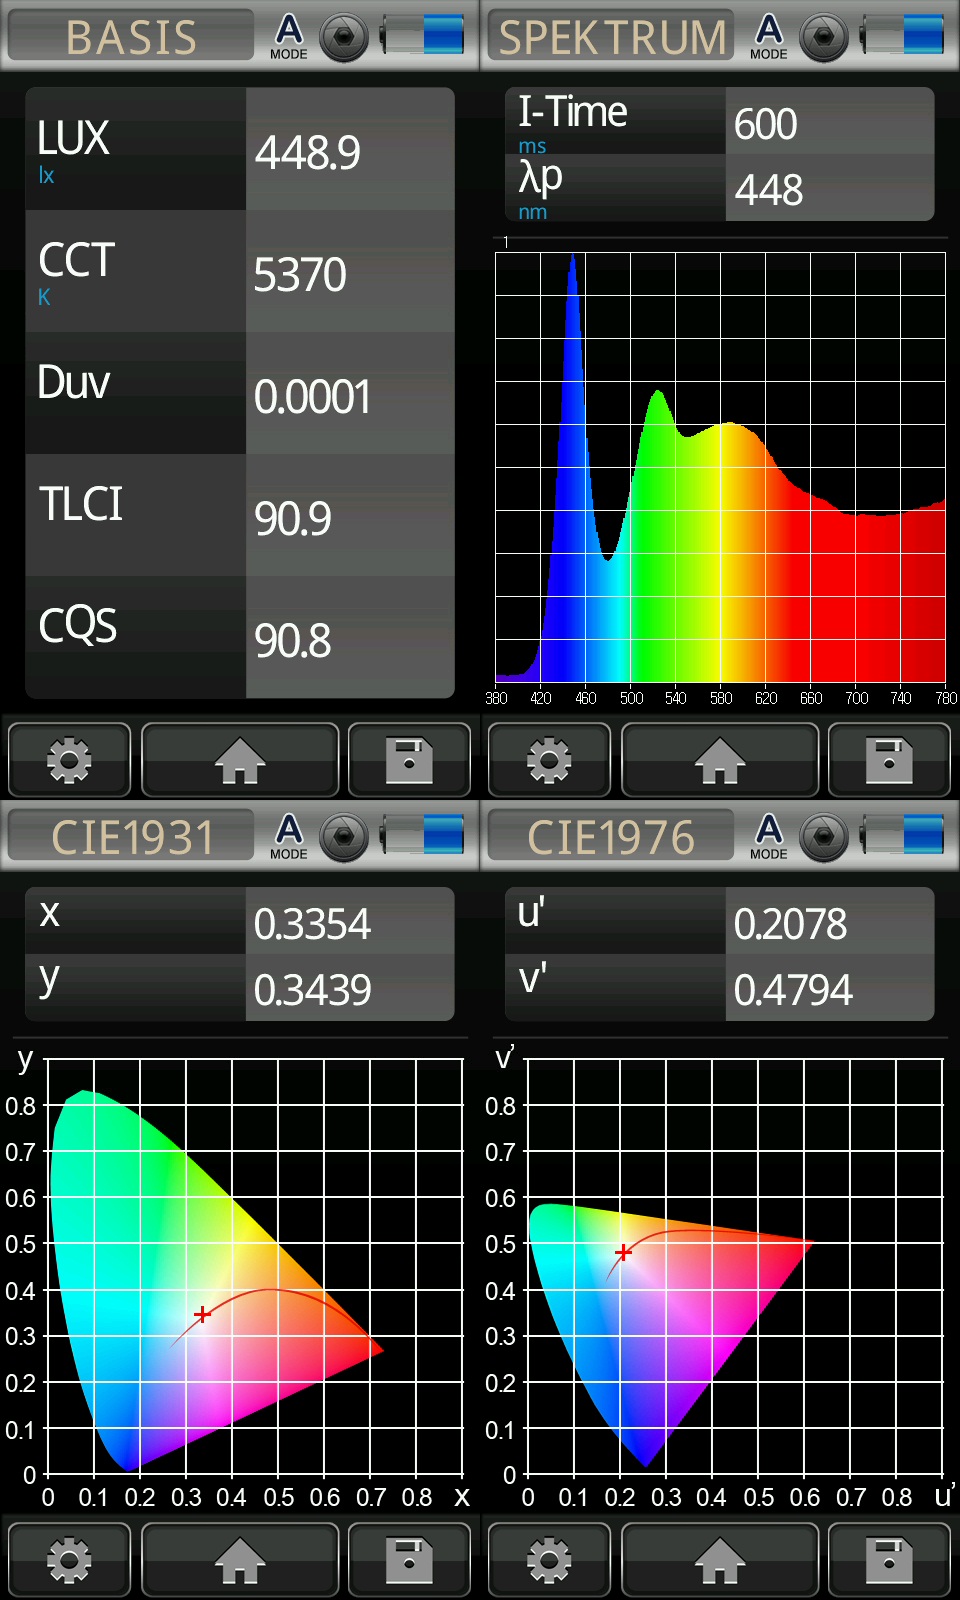 BASIS
A
MODE
LUX
lx
448.9
CCT
K
5370
Duv
0.0001
TLCI
90.9
CQS
90.8
SPEKTRUM
A
MODE
I-Time
ms
600
λp
nm
448
1
380 420 460 500 540 580 620 660 700 740 780
CIE1931
A
MODE
x
0.3354
y
0.3439
y
0.8
0.7
0.6
0.5
0.4
0.3
0.2
0.1
0
0 0.1 0.2 0.3 0.4 0.5 0.6 0.7 0.8 x
CIE1976
A
MODE
u'
0.2078
v'
0.4794
v'
0.8
0.7
0.6
0.5
0.4
0.3
0.2
0.1
0
0 0.1 0.2 0.3 0.4 0.5 0.6 0.7 0.8 u'